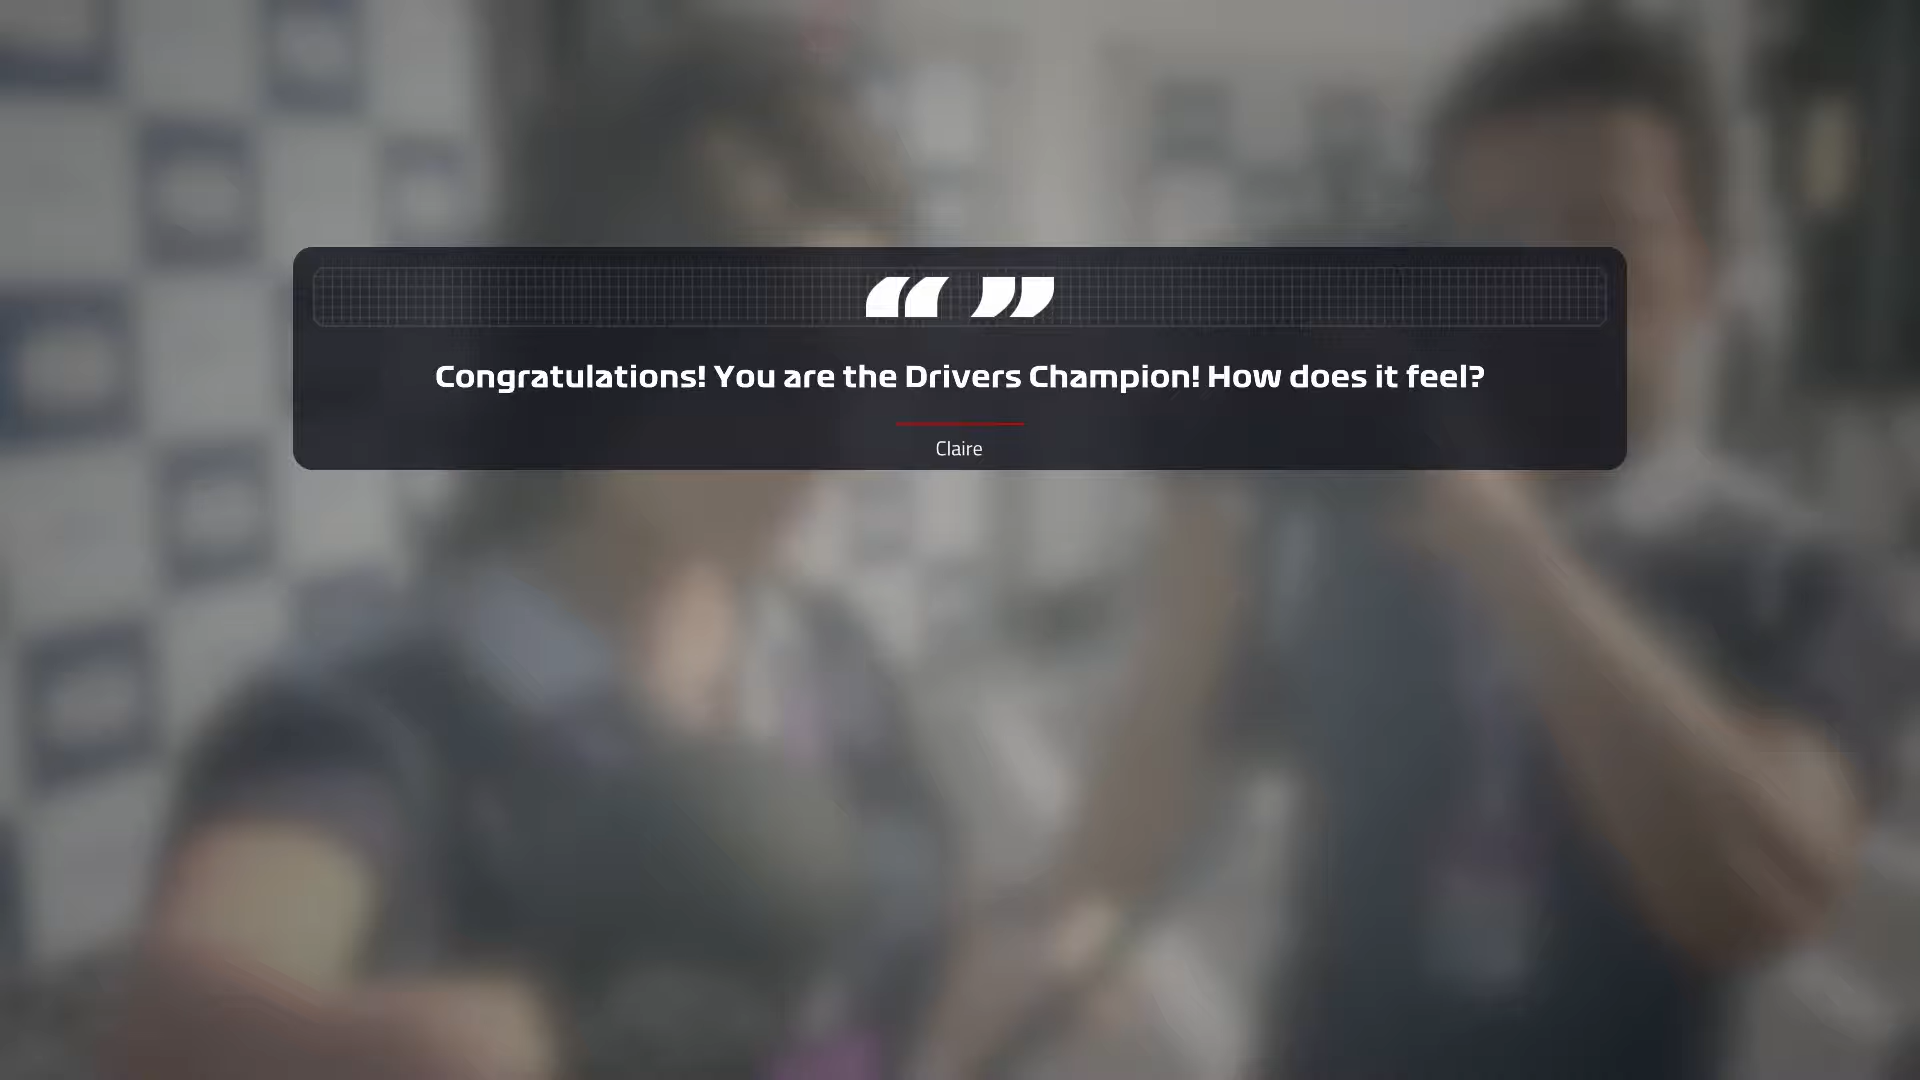 “ ”
Congratulations! You are the Drivers Champion! How does it feel?
Claire